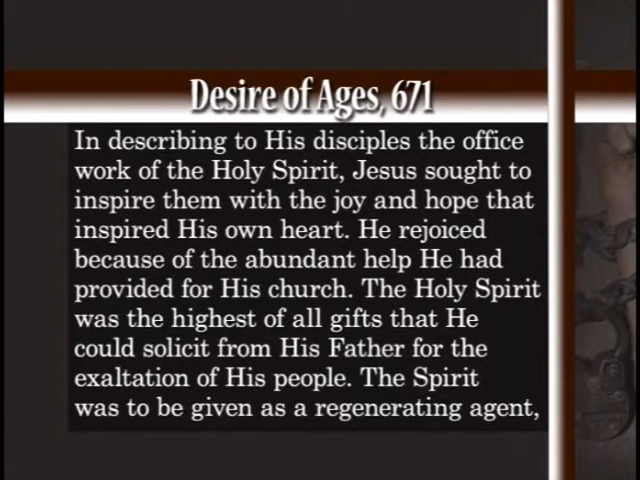 Desire of Ages, 671
In describing to His disciples the office
work of the Holy Spirit, Jesus sought to
inspire them with the joy and hope that
inspired His own heart. He rejoiced
because of the abundant help He had
provided for His church. The Holy Spirit
was the highest of all gifts that He
could solicit from His Father for the
exaltation of His people. The Spirit
was to be given as a regenerating agent,